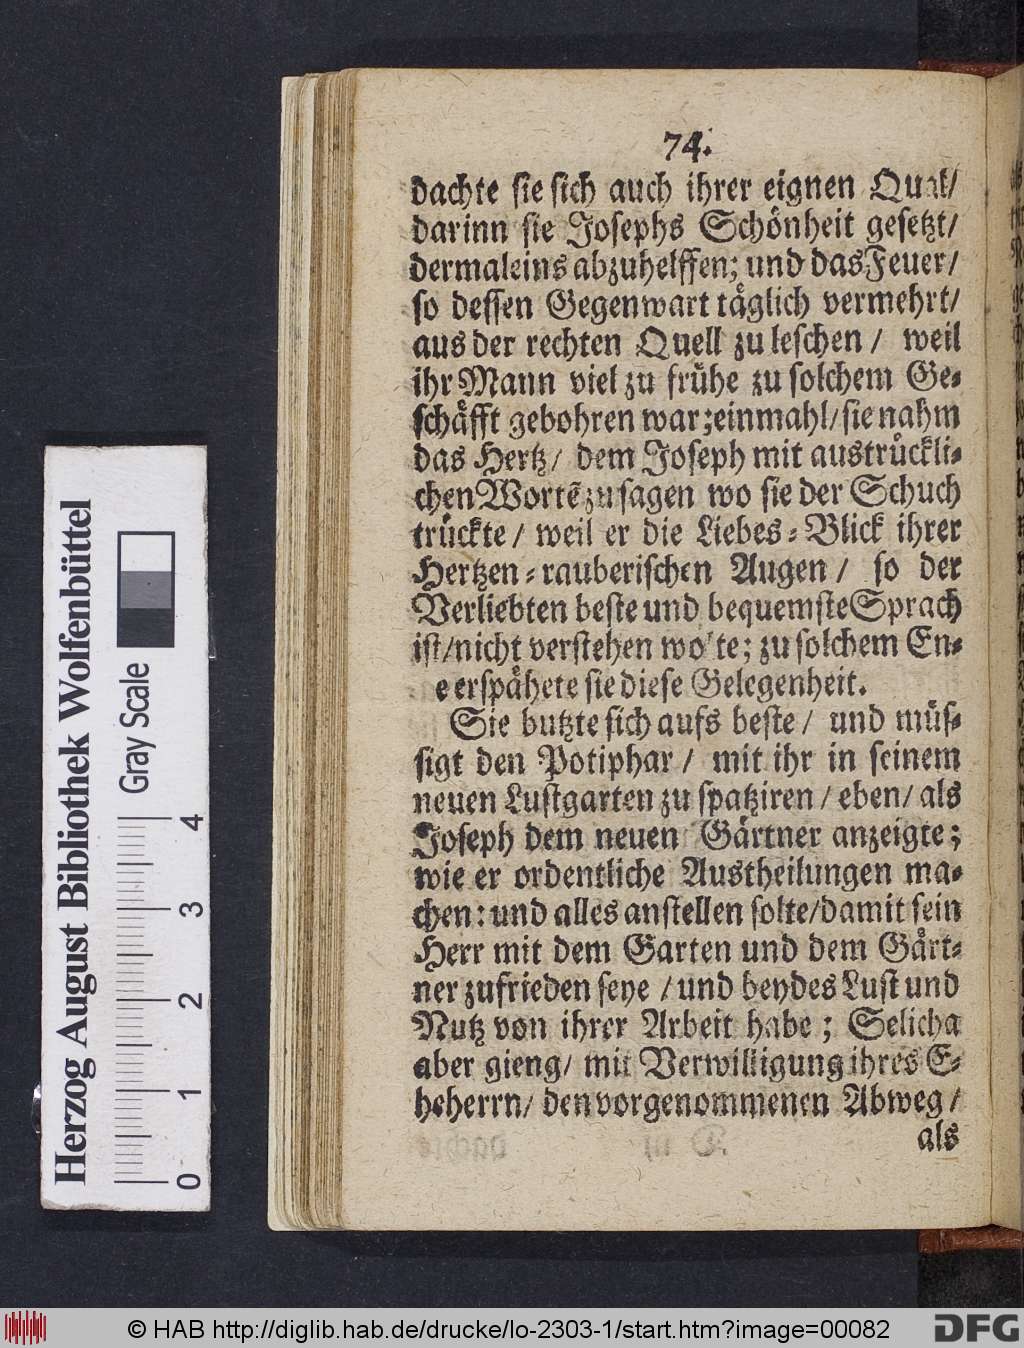 74.
dachte sie sich auch ihrer eignen Qual/
darinn sie Josephs Schönheit gesetzt/
dermaleins abzuhelffen; und das Feuer/
so dessen Gegenwart täglich vermehrt/
aus der rechten Quell zu leschen / weil
ihr Mann viel zu frühe zu solchem Ge-
schäfft gebohren war; einmahl/ sie nahm
das Hertz/ dem Joseph mit austrückli-
chen Wortē zu sagen wo sie der Schuch
trückte / weil er die Liebes-Blick ihrer
Hertzen-rauberischen Augen / so der
Verliebten beste und bequemste Sprach
ist/ nicht verstehen wolte; zu solchem En-
e erspähete sie diese Gelegenheit.
Sie butzte sich aufs beste / und müs-
sigt den Potiphar / mit ihr in seinem
neuen Lustgarten zu spatziren / eben/ als
Joseph dem neuen Gärtner anzeigte;
wie er ordentliche Austheilungen ma-
chen: und alles anstellen solte/ damit sein
Herr mit dem Garten und dem Gärt-
ner zufrieden seye / und beydes Lust und
Nutz von ihrer Arbeit habe; Selicha
aber gieng/ mit Verwilligung ihres E-
heherrn/ den vorgenommenen Abweg /
als
Herzog August Bibliothek Wolfenbüttel
Gray Scale
0 1 2 3 4
© HAB http://diglib.hab.de/drucke/lo-2303-1/start.htm?image=00082
DFG